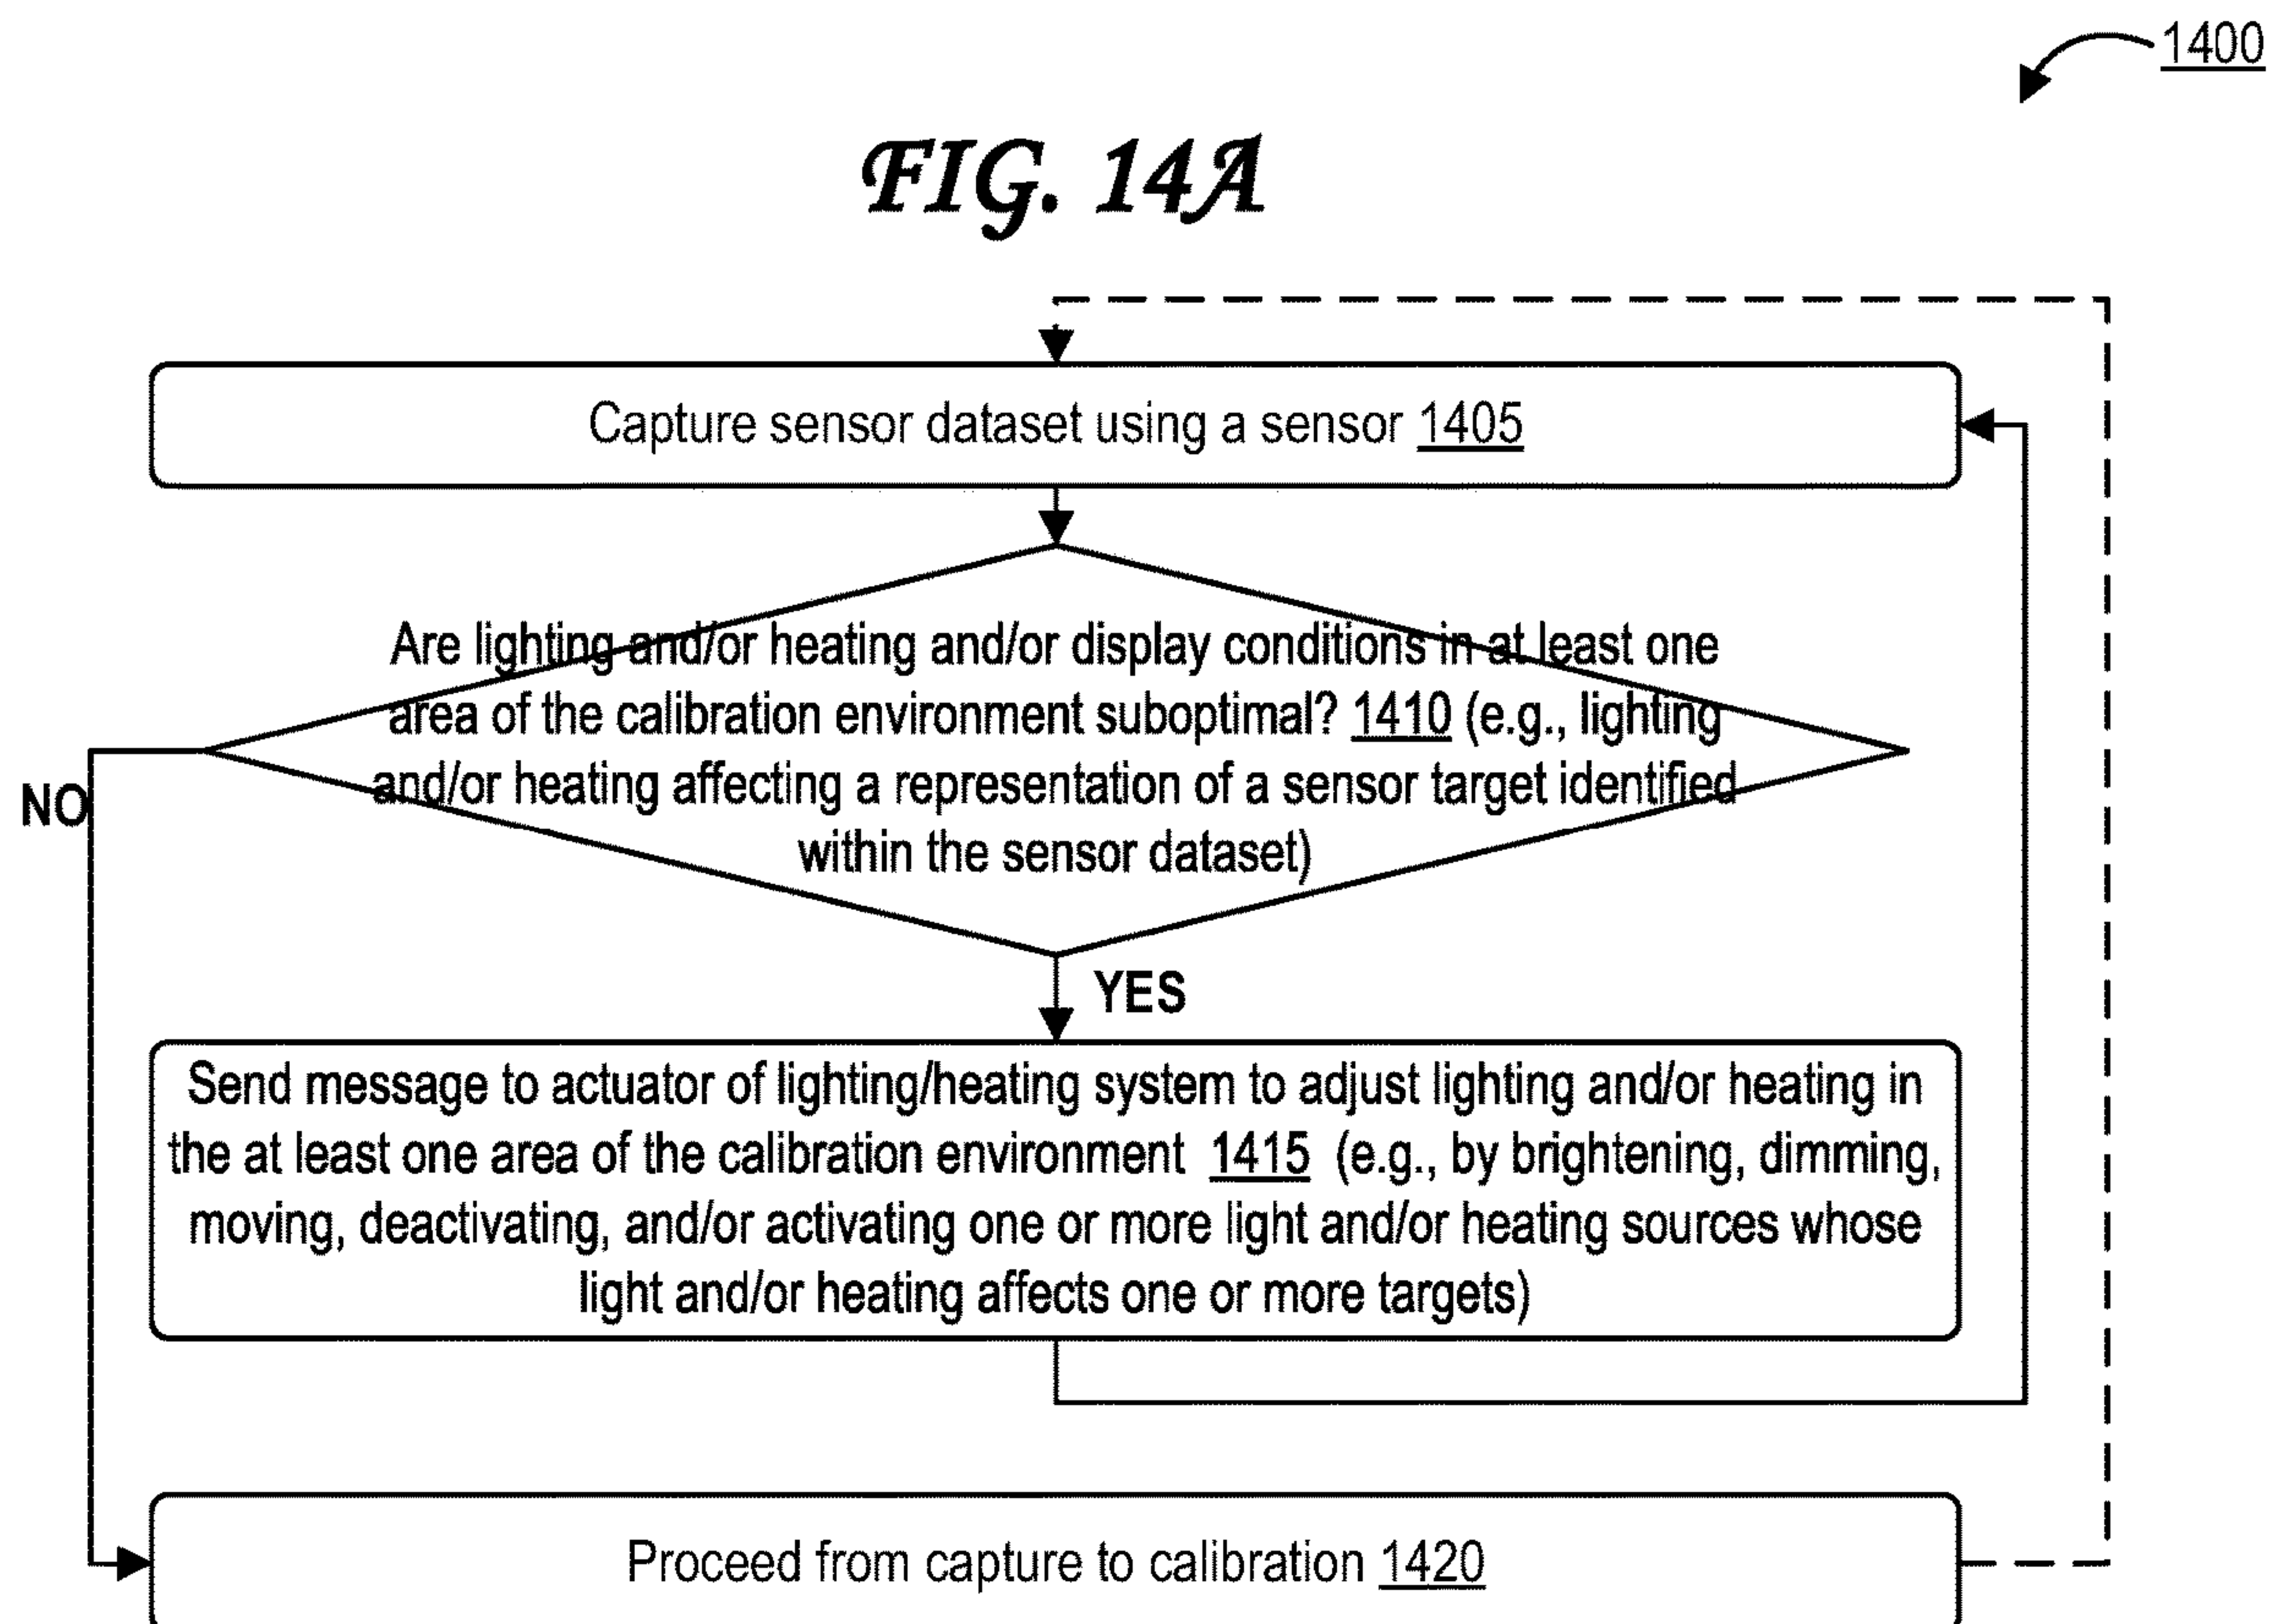 1400
FIG. 14A
Capture sensor dataset using a sensor 1405
Are lighting and/or heating and/or display conditions in at least one
area of the calibration environment suboptimal? 1410 (e.g., lighting
and/or heating affecting a representation of a sensor target identified
within the sensor dataset)
NO
YES
Send message to actuator of lighting/heating system to adjust lighting and/or heating in
the at least one area of the calibration environment 1415 (e.g., by brightening, dimming,
moving, deactivating, and/or activating one or more light and/or heating sources whose
light and/or heating affects one or more targets)
Proceed from capture to calibration 1420